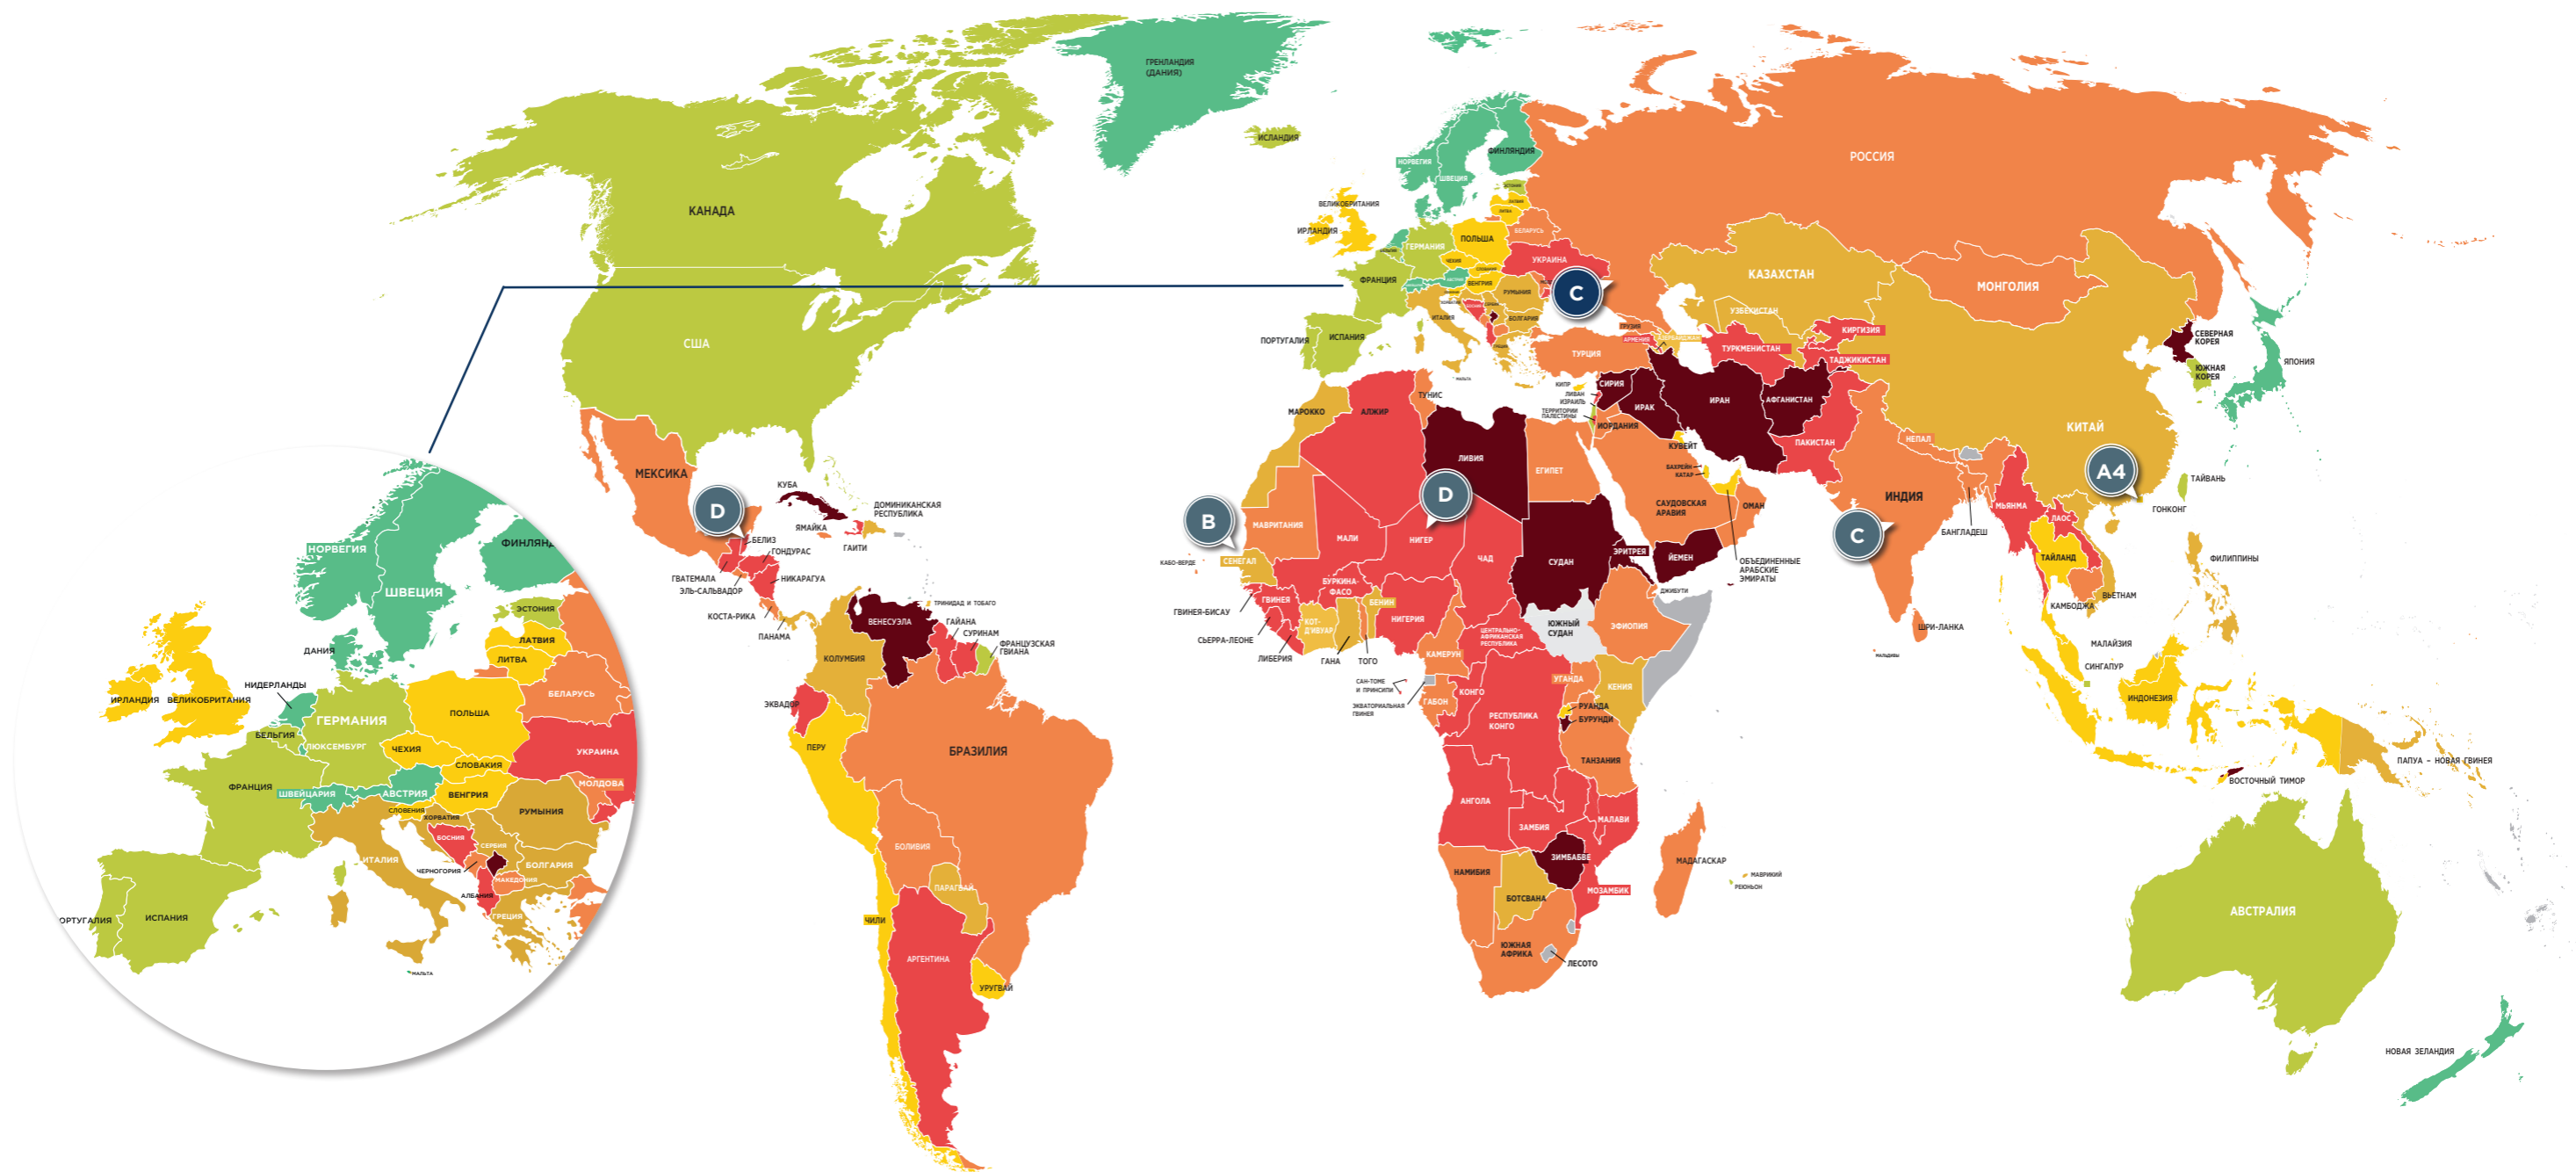 ГРЕНЛАНДИЯ
(ДАНИЯ)
ИСЛАНДИЯ
КАНАДА
США
МЕКСИКА
D
КУБА
ДОМИНИКАНСКАЯ
РЕСПУБЛИКА
ЯМАЙКА
ГАИТИ
БЕЛИЗ
ГОНДУРАС
ГВАТЕМАЛА
НИКАРАГУА
ЭЛЬ-САЛЬВАДОР
КОСТА-РИКА
ПАНАМА
ТРИНИДАД И ТОБАГО
ВЕНЕСУЭЛА
ГАЙАНА
СУРИНАМ
ФРАНЦУЗСКАЯ
ГВИАНА
КОЛУМБИЯ
ЭКВАДОР
ПЕРУ
БРАЗИЛИЯ
БОЛИВИЯ
ПАРАГВАЙ
ЧИЛИ
АРГЕНТИНА
УРУГВАЙ
НОРВЕГИЯ
ШВЕЦИЯ
ФИНЛЯНД
ЭСТОНИЯ
ЛАТВИЯ
ЛИТВА
ДАНИЯ
НИДЕРЛАНДЫ
ИРЛАНДИЯ
ВЕЛИКОБРИТАНИЯ
БЕЛАРУСЬ
ПОЛЬША
ГЕРМАНИЯ
БЕЛЬГИЯ
ЛЮКСЕМБУРГ
ЧЕХИЯ
СЛОВАКИЯ
УКРАИНА
МОЛДОВА
ФРАНЦИЯ
ШВЕЙЦАРИЯ
АВСТРИЯ
ВЕНГРИЯ
СЛОВЕНИЯ
ХОРВАТИЯ
РУМЫНИЯ
БОСНИЯ
СЕРБИЯ
ИТАЛИЯ
ЧЕРНОГОРИЯ
БОЛГАРИЯ
МАКЕДОНИЯ
АЛБАНИЯ
ГРЕЦИЯ
ОРТУГАЛИЯ
ИСПАНИЯ
МАЛЬТА
НОРВЕГИЯ
ШВЕЦИЯ
ФИНЛЯНДИЯ
ЭСТОНИЯ
ЛАТВИЯ
ЛИТВА
ВЕЛИКОБРИТАНИЯ
ИРЛАНДИЯ
БЕЛАРУСЬ
ПОЛЬША
ГЕРМАНИЯ
ЧЕХИЯ
УКРАИНА
ФРАНЦИЯ
ВЕНГРИЯ
РУМЫНИЯ
C
ИТАЛИЯ
БОЛГАРИЯ
ПОРТУГАЛИЯ
ИСПАНИЯ
ГРЕЦИЯ
МАЛЬТА
РОССИЯ
КАЗАХСТАН
МОНГОЛИЯ
УЗБЕКИСТАН
ГРУЗИЯ
АРМЕНИЯ
АЗЕРБАЙДЖАН
ТУРЦИЯ
ТУРКМЕНИСТАН
КИРГИЗИЯ
ТАДЖИКИСТАН
СЕВЕРНАЯ
КОРЕЯ
ЮЖНАЯ
КОРЕЯ
ЯПОНИЯ
КИПР
ЛИВАН
ИЗРАИЛЬ
ТЕРРИТОРИИ
ПАЛЕСТИНЫ
СИРИЯ
ИРАК
ИРАН
АФГАНИСТАН
ИОРДАНИЯ
КУВЕЙТ
БАХРЕЙН
КАТАР
САУДОВСКАЯ
АРАВИЯ
ОМАН
ЙЕМЕН
ОБЪЕДИНЕННЫЕ
АРАБСКИЕ
ЭМИРАТЫ
ПАКИСТАН
НЕПАЛ
ИНДИЯ
C
БАНГЛАДЕШ
ШРИ-ЛАНКА
МАЛЬДИВЫ
КИТАЙ
A4
ТАЙВАНЬ
ГОНКОНГ
МЬЯНМА
ЛАОС
ТАЙЛАНД
ВЬЕТНАМ
КАМБОДЖА
ФИЛИППИНЫ
МАЛАЙЗИЯ
СИНГАПУР
ИНДОНЕЗИЯ
ПАПУА – НОВАЯ ГВИНЕЯ
ВОСТОЧНЫЙ ТИМОР
АВСТРАЛИЯ
НОВАЯ ЗЕЛАНДИЯ
МАРОККО
АЛЖИР
ТУНИС
ЛИВИЯ
ЕГИПЕТ
B
D
МАВРИТАНИЯ
МАЛИ
НИГЕР
ЧАД
СУДАН
ЭРИТРЕЯ
КАБО-ВЕРДЕ
СЕНЕГАЛ
ГВИНЕЯ-БИСАУ
ГВИНЕЯ
БУРКИНА-
ФАСО
БЕНИН
КОТ-
Д'ИВУАР
НИГЕРИЯ
СЬЕРРА-ЛЕОНЕ
ЛИБЕРИЯ
ГАНА
ТОГО
ЦЕНТРАЛЬНО-
АФРИКАНСКАЯ
РЕСПУБЛИКА
ЮЖНЫЙ
СУДАН
ДЖИБУТИ
ЭФИОПИЯ
КАМЕРУН
САН-ТОМЕ
И ПРИНСИПИ
ЭКВАТОРИАЛЬНАЯ
ГВИНЕЯ
ГАБОН
КОНГО
УГАНДА
КЕНИЯ
РУАНДА
БУРУНДИ
РЕСПУБЛИКА
КОНГО
ТАНЗАНИЯ
АНГОЛА
ЗАМБИЯ
МАЛАВИ
ЗИМБАБВЕ
МОЗАМБИК
НАМИБИЯ
БОТСВАНА
МАДАГАСКАР
МАВРИКИЙ
РЕЮНЬОН
ЮЖНАЯ
АФРИКА
ЛЕСОТО